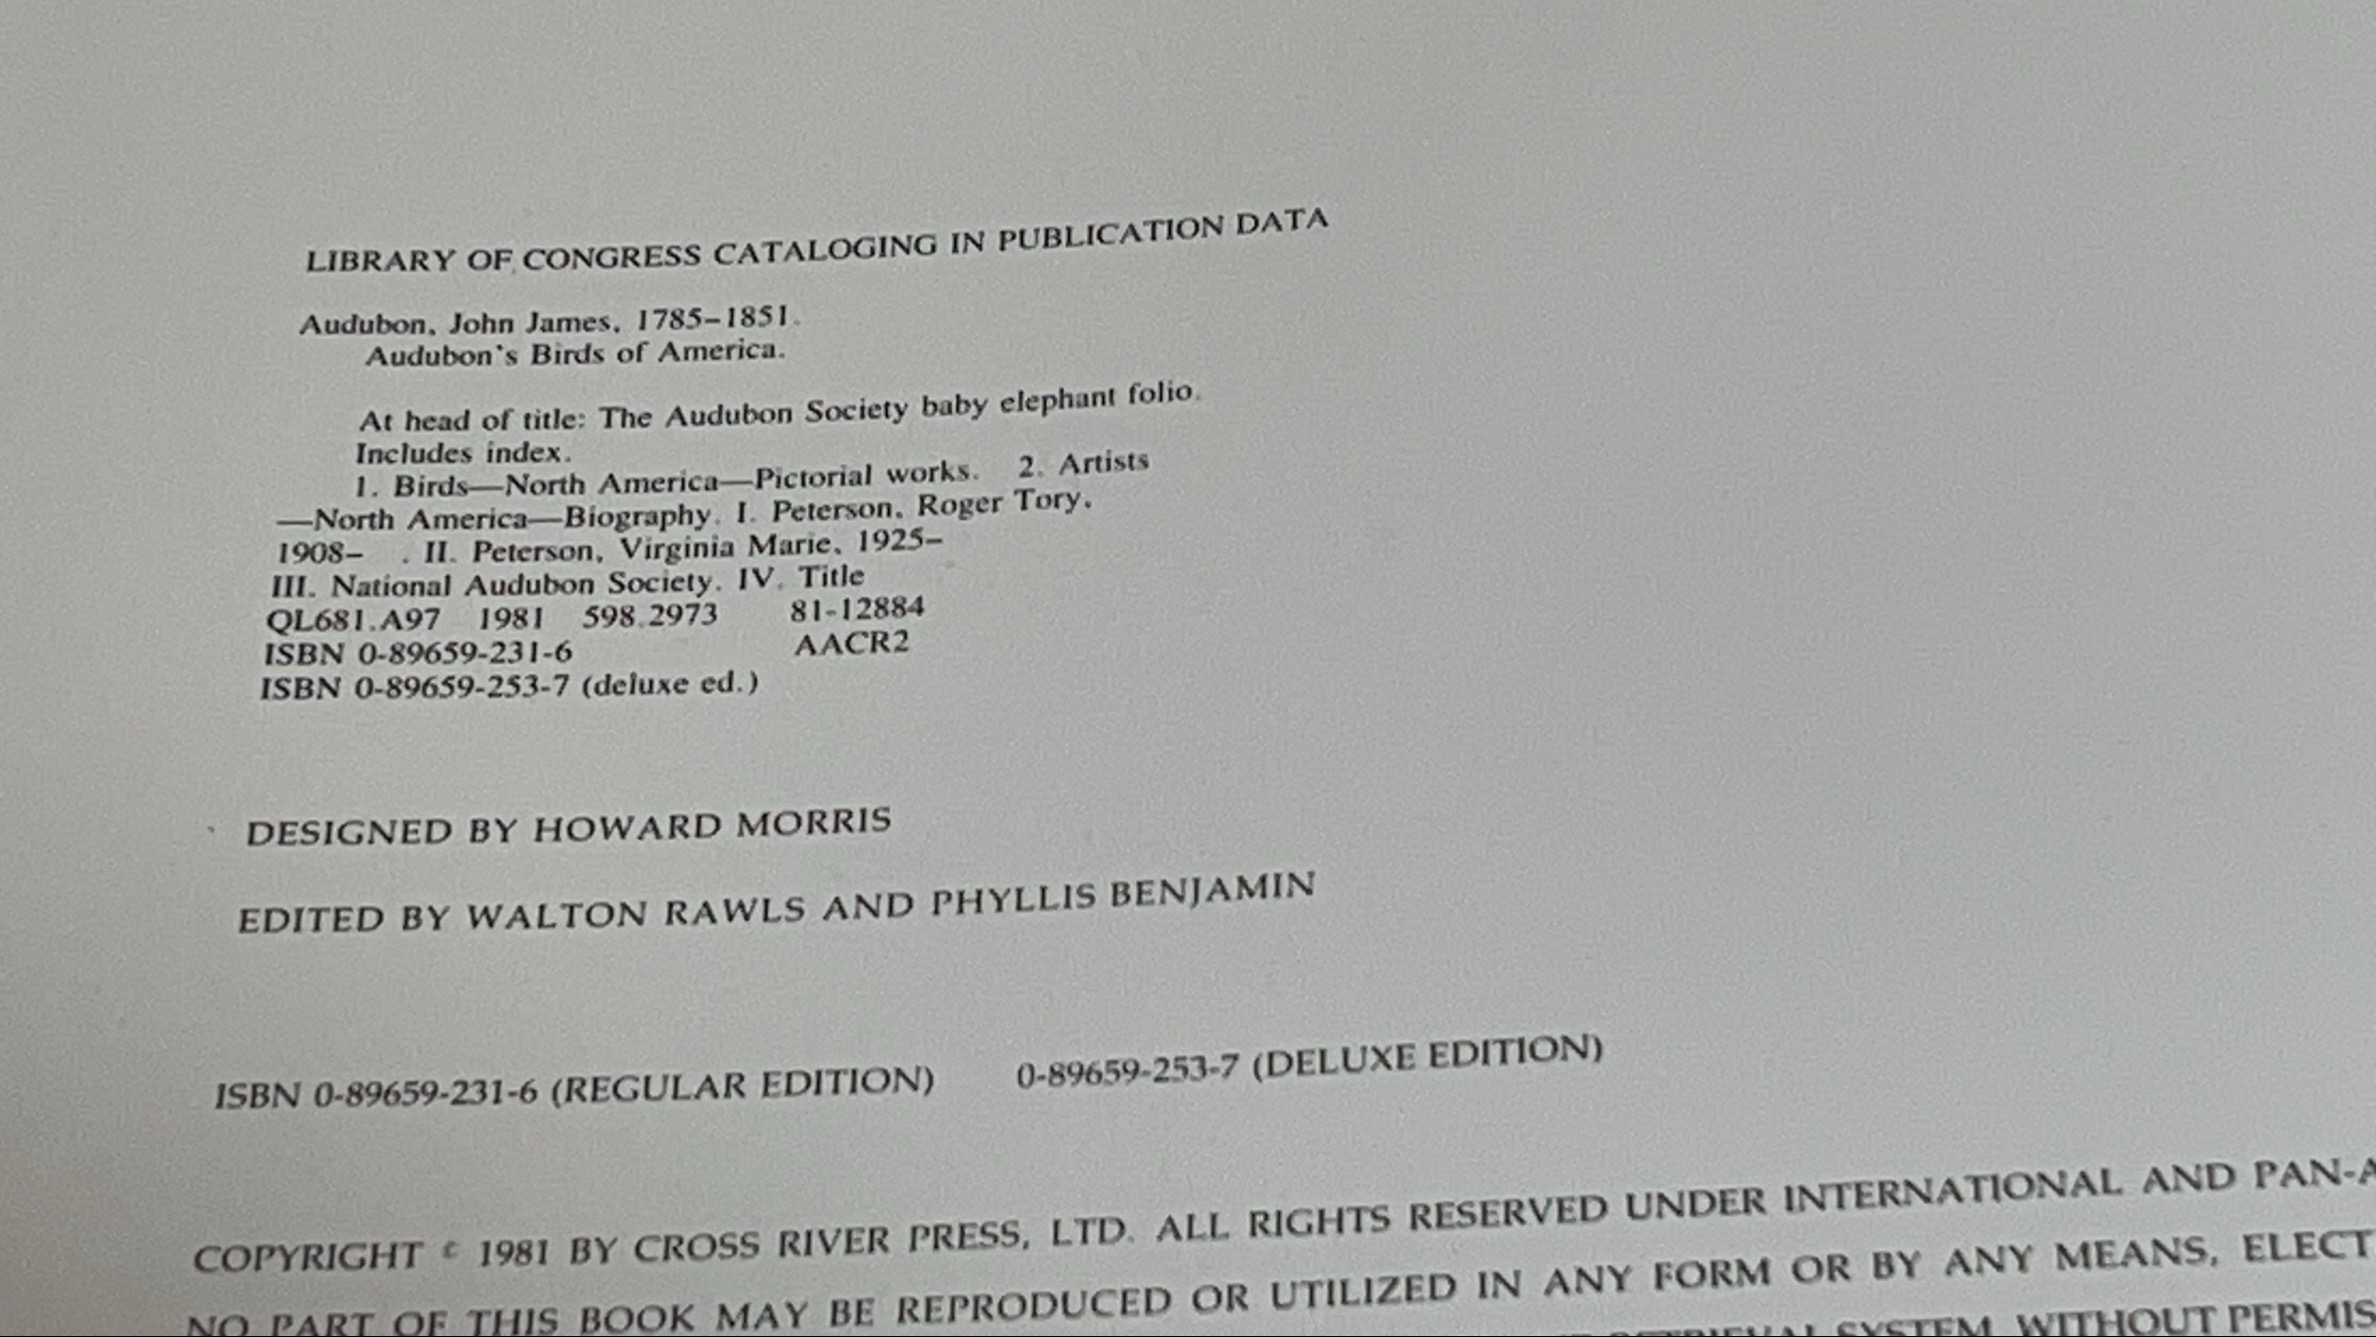 LIBRARY OF CONGRESS CATALOGING IN PUBLICATION DATA
Audubon, John James, 1785–1851.
Audubon's Birds of America.
At head of title: The Audubon Society baby elephant folio.
Includes index.
1. Birds—North America—Pictorial works. 2. Artists
—North America—Biography. I. Peterson, Roger Tory,
1908– . II. Peterson, Virginia Marie, 1925–
III. National Audubon Society. IV. Title
QL681.A97 1981 598.2973 81-12884
ISBN 0-89659-231-6 AACR2
ISBN 0-89659-253-7 (deluxe ed.)
DESIGNED BY HOWARD MORRIS
EDITED BY WALTON RAWLS AND PHYLLIS BENJAMIN
ISBN 0-89659-231-6 (REGULAR EDITION) 0-89659-253-7 (DELUXE EDITION)
COPYRIGHT © 1981 BY CROSS RIVER PRESS, LTD. ALL RIGHTS RESERVED UNDER INTERNATIONAL AND PAN-A
NO PART OF THIS BOOK MAY BE REPRODUCED OR UTILIZED IN ANY FORM OR BY ANY MEANS, ELECT
SYSTEM WITHOUT PERMIS